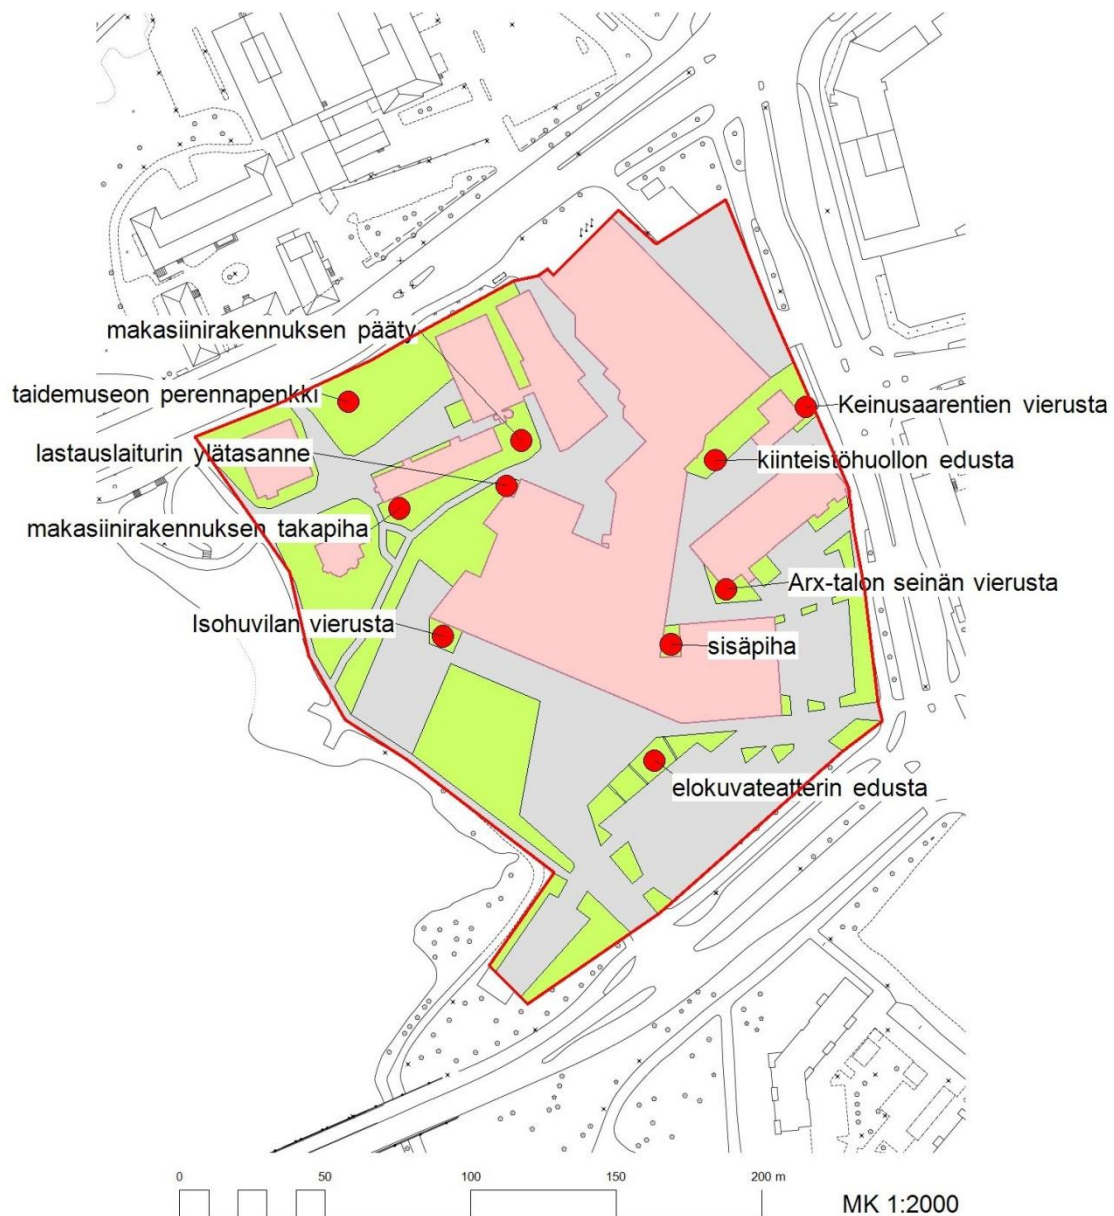 makasiinirakennuksen pääty
taidemuseon perennapenkki
Keinusaarentien vierusta
lastauslaiturin ylätasanne
kiinteistöhuollon edusta
makasiinirakennuksen takapiha
Arx-talon seinän vierusta
Isohuvilan vierusta
sisäpiha
elokuvateatterin edusta
0 50 100 150 200 m
MK 1:2000